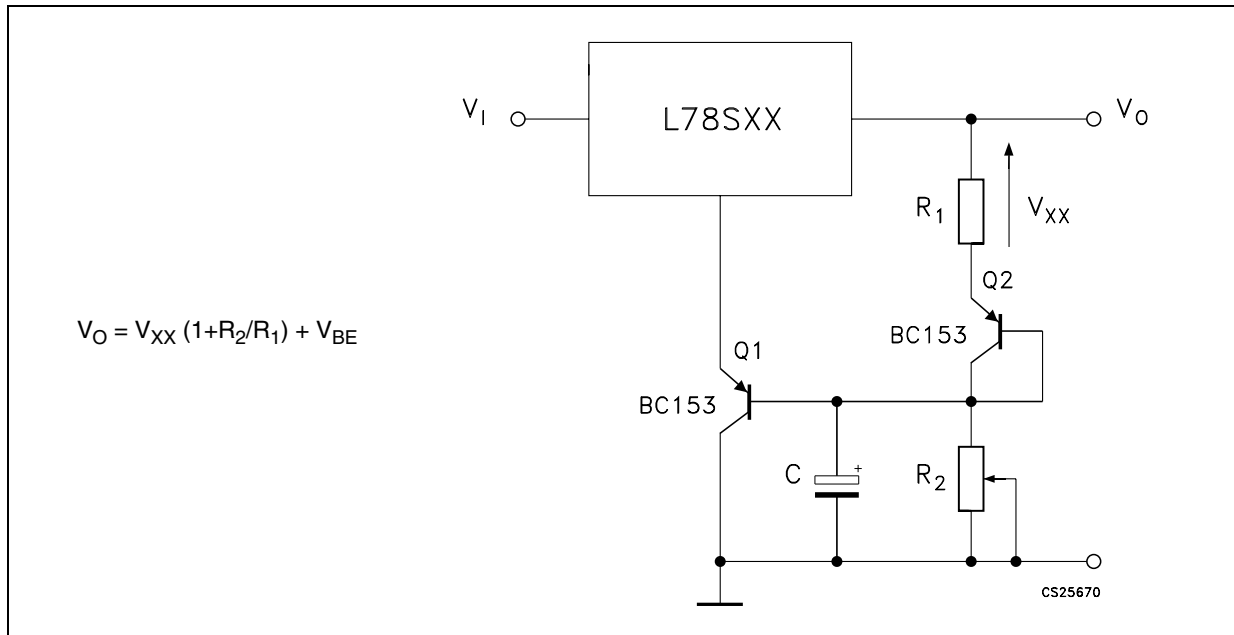 L78SXX
V_I
V_O
R_1
V_XX
Q2
V_O = V_XX (1+R_2/R_1) + V_BE
BC153
Q1
BC153
C
+
R_2
CS25670